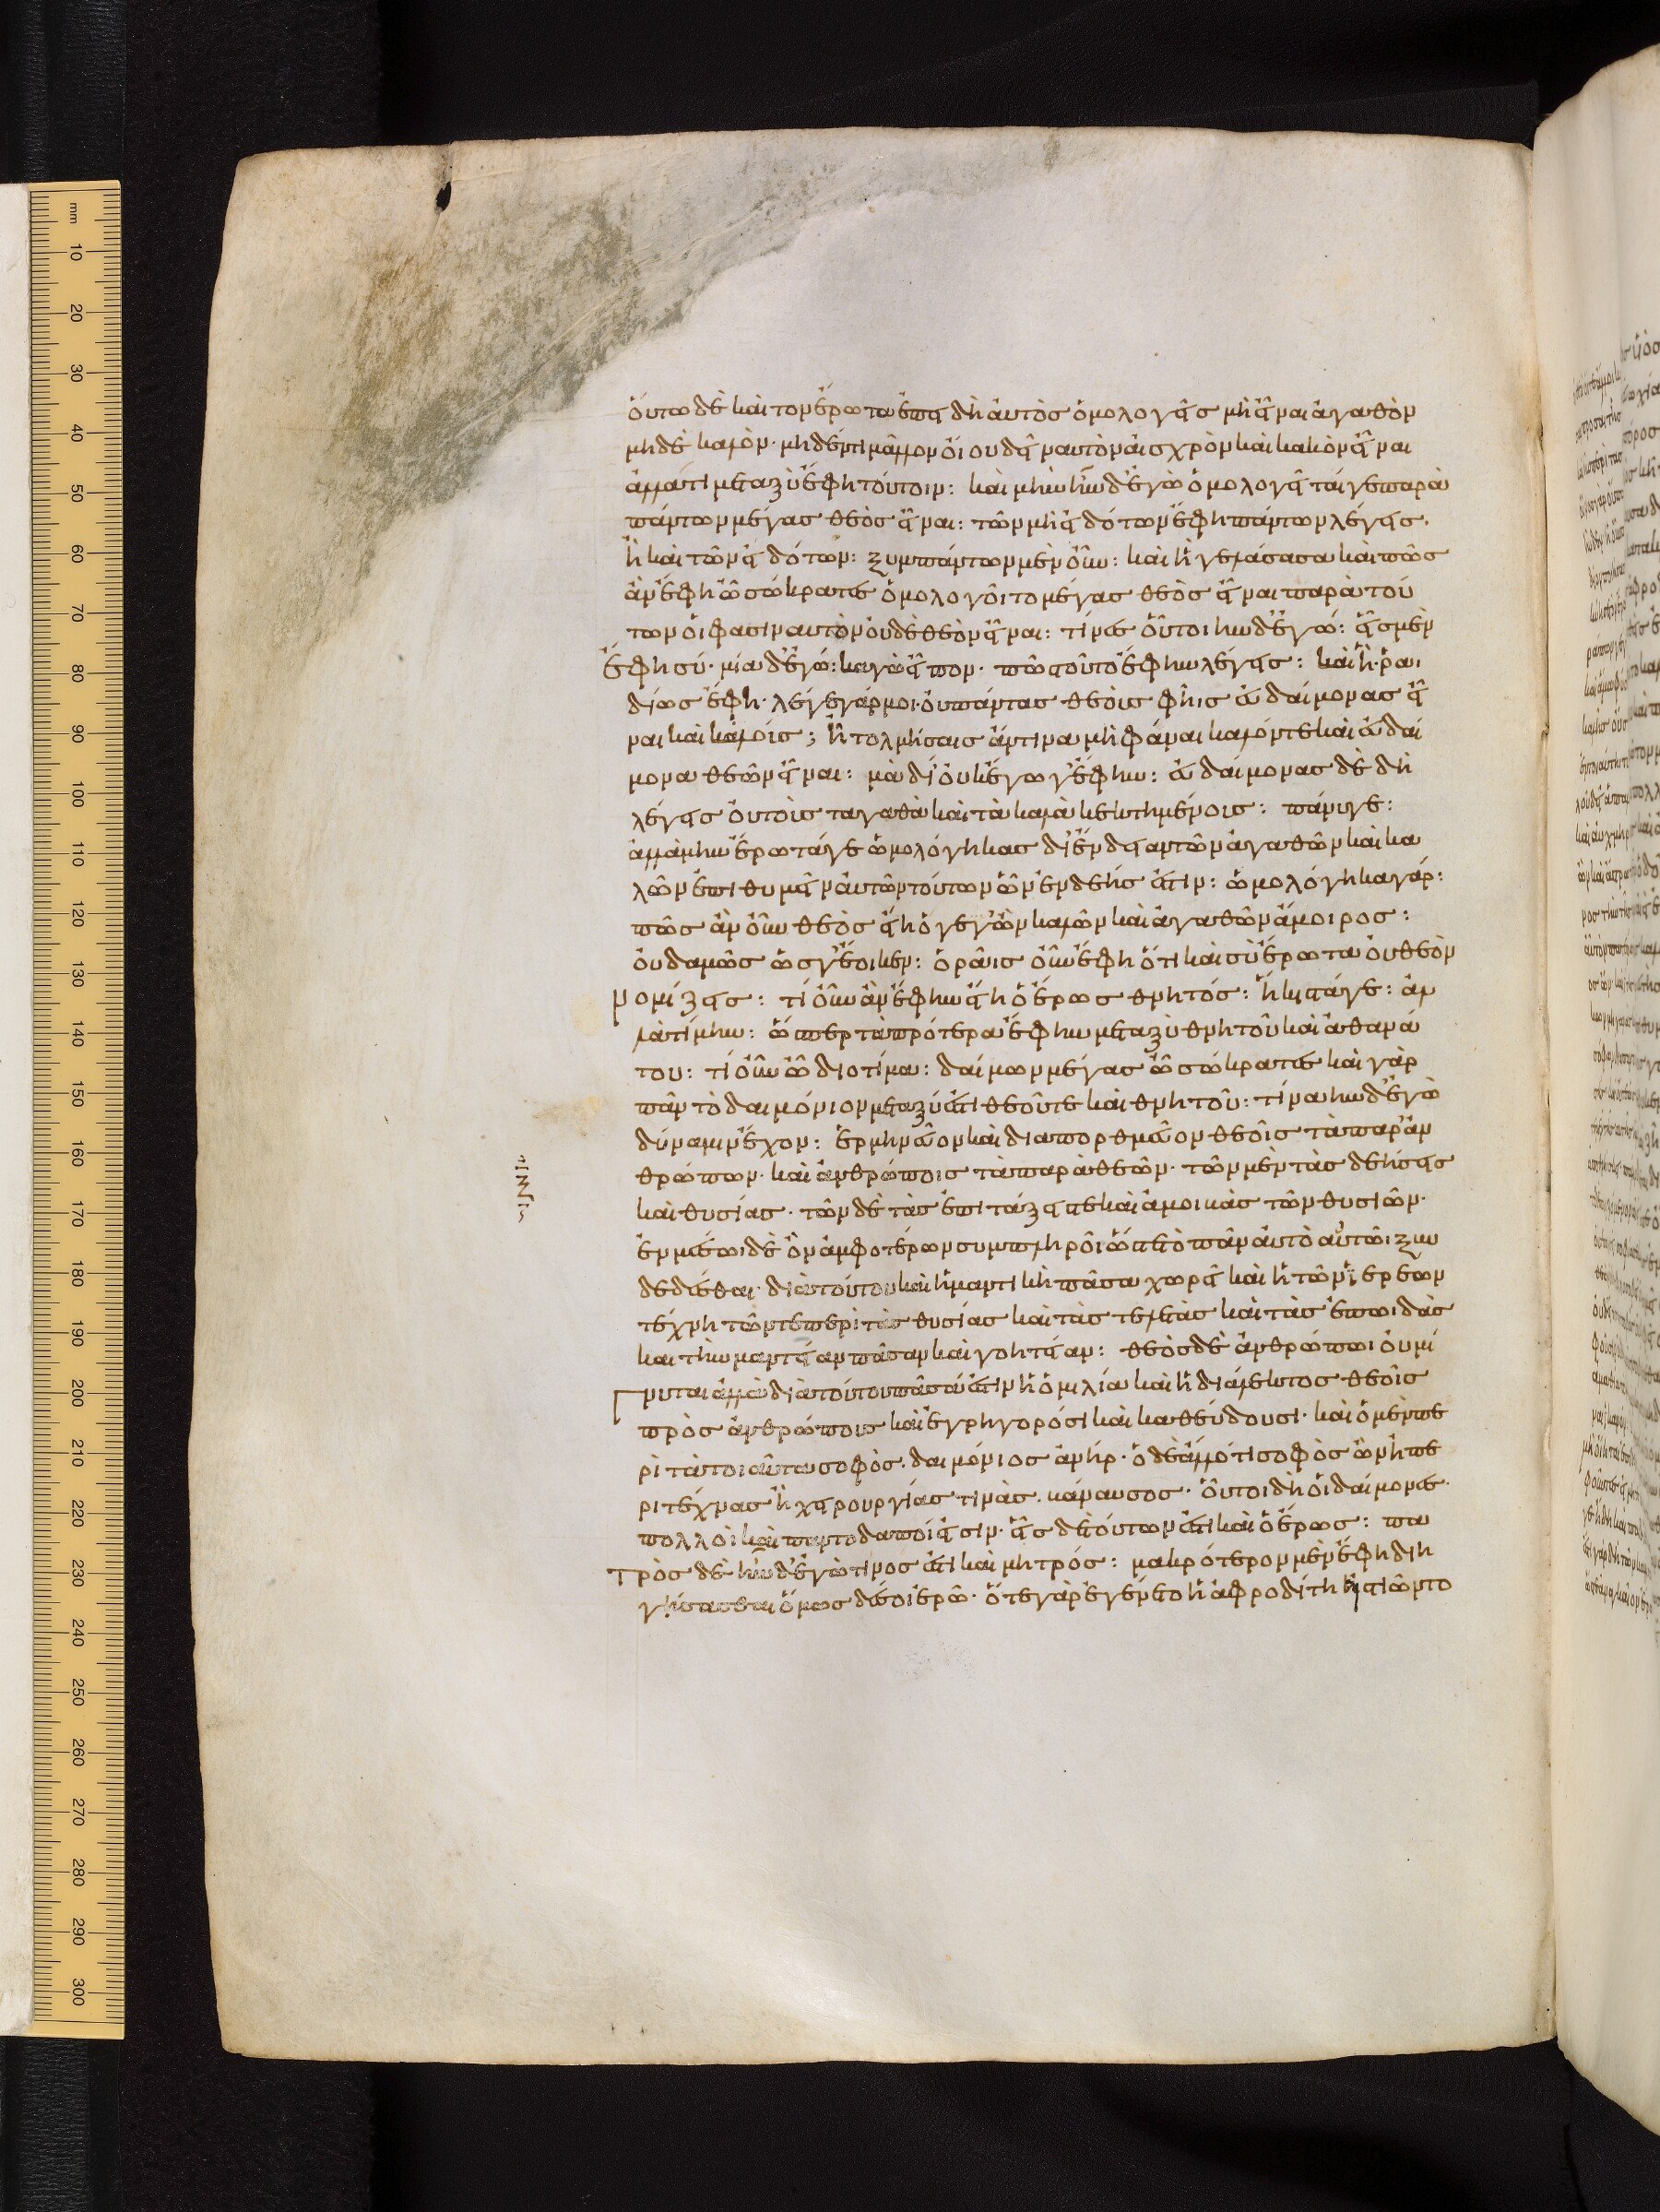 οὕτω δὲ καὶ τὸν ἔρωτα ἐπειδὴ αὐτὸς ὁμολογεῖς μὴ εἶναι ἀγαθὸν
μηδὲ καλόν· μηδέν τι μᾶλλον οἴου δεῖν αὐτὸν αἰσχρὸν καὶ κακὸν εἶναι
ἀλλά τι μεταξὺ ἔφη τούτοιν: καὶ μὴν ἦν δ' ἐγὼ ὁμολογεῖταί γε παρὰ
πάντων μέγας θεὸς εἶναι: τῶν μὴ εἰδότων ἔφη πάντων λέγεις·
ἢ καὶ τῶν εἰδότων: ξυμπάντων μὲν οὖν: καὶ ἣ γελάσασα καὶ πῶς
ἂν ἔφη ὦ σώκρατες ὁμολογοῖτο μέγας θεὸς εἶναι παρὰ τού
των οἵ φασιν αὐτὸν οὐδὲ θεὸν εἶναι: τίνες οὗτοι ἦν δ' ἐγώ: εἷς μὲν
ἔφη σύ· μία δ' ἐγώ: καγὼ εἶπον· πῶς τοῦτο ἔφην λέγεις: καὶ ἥ· ῥαι
δίως ἔφη· λέγε γάρ μοι· οὐ πάντας θεοὺς φῂς εὐδαίμονας εἶ
ναι καὶ καλούς; ἢ τολμήσαις ἄν τινα μὴ φάναι καλόν τε καὶ εὐδαί
μονα θεῶν εἶναι: μὰ δί' οὐκ ἔγωγ' ἔφην: εὐδαίμονας δὲ δὴ
λέγεις οὐ τοὺς τἀγαθὰ καὶ τὰ καλὰ κεκτημένους: πάνυ γε:
ἀλλὰ μὴν ἔρωτά γε ὡμολόγηκας δι' ἔνδειαν τῶν ἀγαθῶν καὶ κα
λῶν ἐπιθυμεῖν αὐτῶν τούτων ὧν ἐνδεής ἐστιν: ὡμολόγηκα γάρ:
πῶς ἂν οὖν θεὸς εἴη ὅ γε γ' ὢν καλῶν καὶ ἀγαθῶν ἄμοιρος:
οὐδαμῶς ὥς γ' ἔοικεν: ὁρᾶις οὖν ἔφη ὅτι καὶ σὺ ἔρωτα οὐ θεὸν
νομίζεις: τί οὖν ἂν ἔφην εἴη ὁ ἔρως θνητός: ἥκιστά γε: ἀλ
λὰ τί μήν: ὥσπερ τὰ πρότερα ἔφην μεταξὺ θνητοῦ καὶ ἀθανά
του: τί οὖν ὦ διοτίμα: δαίμων μέγας ὦ σώκρατες καὶ γὰρ
πᾶν τὸ δαιμόνιον μεταξύ ἐστι θεοῦ τε καὶ θνητοῦ: τίνα ἦν δ' ἐγὼ
δύναμιν ἔχον: ἑρμηνεῦον καὶ διαπορθμεῦον θεοῖς τὰ παρ' ἀν
θρώπων· καὶ ἀνθρώποις τὰ παρὰ θεῶν· τῶν μὲν τὰς δεήσεις
καὶ θυσίας· τῶν δὲ τὰς ἐπιτάξεις τε καὶ ἀμοιβὰς τῶν θυσιῶν·
ἐν μέσωι δὲ ὂν ἀμφοτέρων συμπληροῖ ὥστε τὸ πᾶν αὐτὸ αὑτῶι ξυν
δεδέσθαι· διὰ τούτου καὶ ἡ μαντικὴ πᾶσα χωρεῖ καὶ ἡ τῶν ἱερέων
τέχνη τῶν τε περὶ τὰς θυσίας καὶ τὰς τελετὰς καὶ τὰς ἐπωιδὰς
καὶ τὴν μαντείαν πᾶσαν καὶ γοητείαν: θεὸς δὲ ἀνθρώπωι οὐ μί
γνυται ἀλλὰ διὰ τούτου πᾶσά ἐστιν ἡ ὁμιλία καὶ ἡ διάλεκτος θεοῖς
πρὸς ἀνθρώπους καὶ ἐγρηγορόσι καὶ καθεύδουσι· καὶ ὁ μὲν πε
ρὶ τὰ τοιαῦτα σοφὸς· δαιμόνιος ἀνήρ· ὁ δὲ ἄλλό τι σοφὸς ὢν ἢ πε
ρὶ τέχνας ἢ χειρουργίας τινὰς· βάναυσος· οὗτοι δὴ οἱ δαίμονες·
πολλοὶ καὶ παντοδαποί εἰσιν· εἷς δὲ τούτων ἐστὶ καὶ ὁ ἔρως: πα
τρὸς δὲ ἦν δ' ἐγὼ τίνος ἐστὶ καὶ μητρός: μακρότερον μὲν ἔφη διη
γήσασθαι ὅμως δέ σοι ἐρῶ· ὅτε γὰρ ἐγένετο ἡ ἀφροδίτη εἱστιῶντο